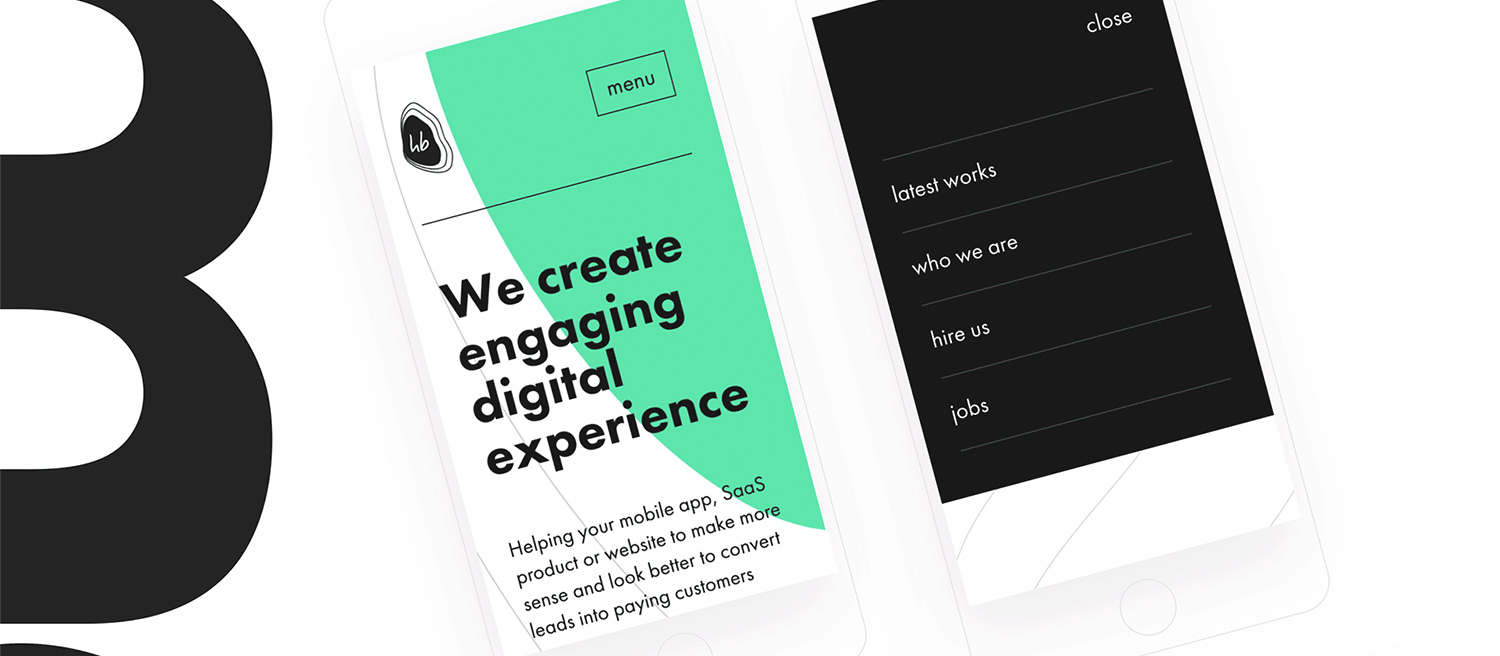 B
hb
menu
We create
engaging
digital
experience
Helping your mobile app, SaaS
product or website to make more
sense and look better to convert
leads into paying customers
close
latest works
who we are
hire us
jobs